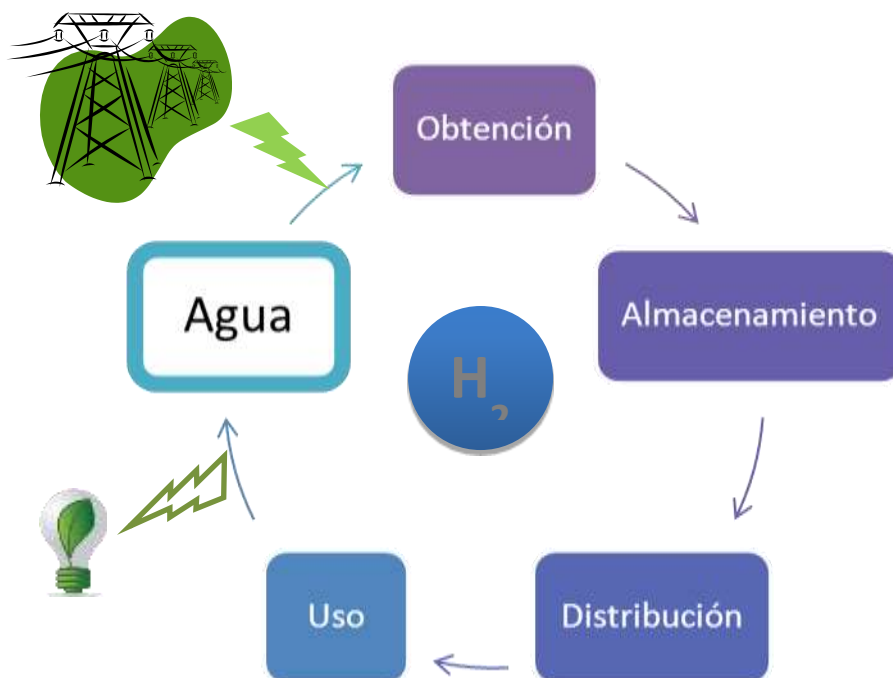 Obtención
Almacenamiento
Distribución
Uso
Agua
H2